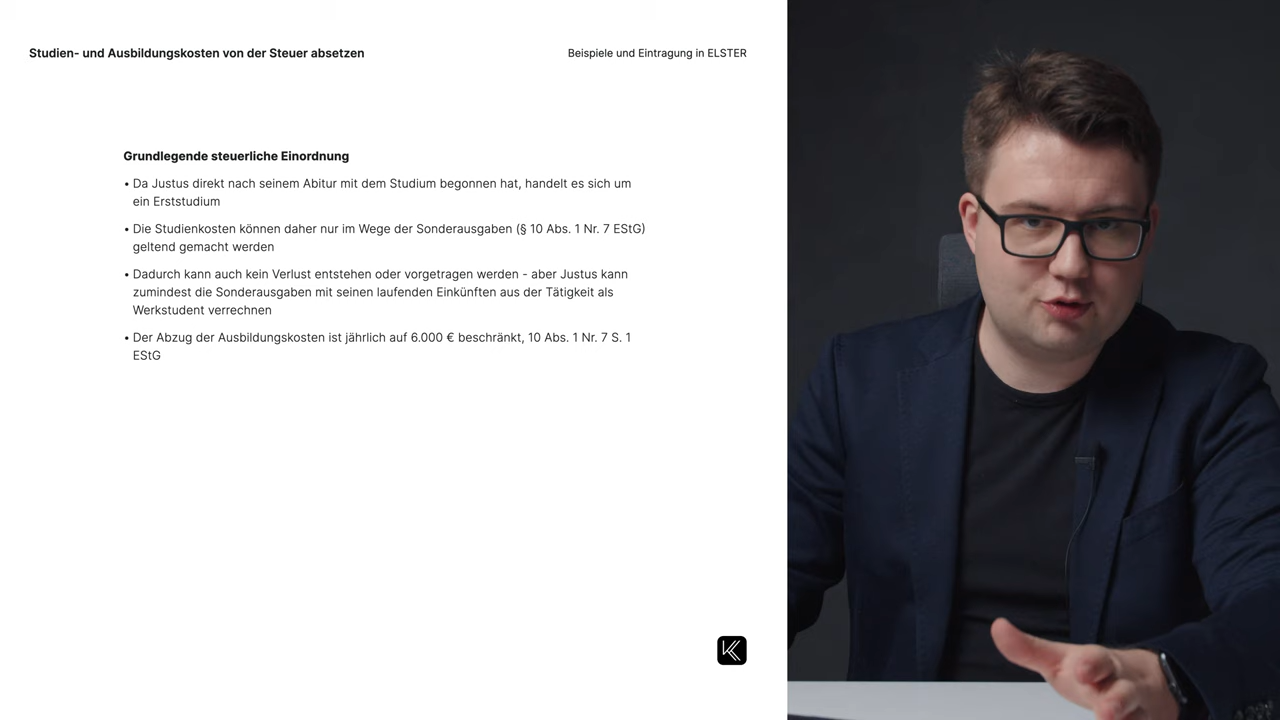 Studien- und Ausbildungskosten von der Steuer absetzen
Beispiele und Eintragung in ELSTER
Grundlegende steuerliche Einordnung
• Da Justus direkt nach seinem Abitur mit dem Studium begonnen hat, handelt es sich um
ein Erststudium
• Die Studienkosten können daher nur im Wege der Sonderausgaben (§ 10 Abs. 1 Nr. 7 EStG)
geltend gemacht werden
• Dadurch kann auch kein Verlust entstehen oder vorgetragen werden - aber Justus kann
zumindest die Sonderausgaben mit seinen laufenden Einkünften aus der Tätigkeit als
Werkstudent verrechnen
• Der Abzug der Ausbildungskosten ist jährlich auf 6.000 € beschränkt, 10 Abs. 1 Nr. 7 S. 1
EStG